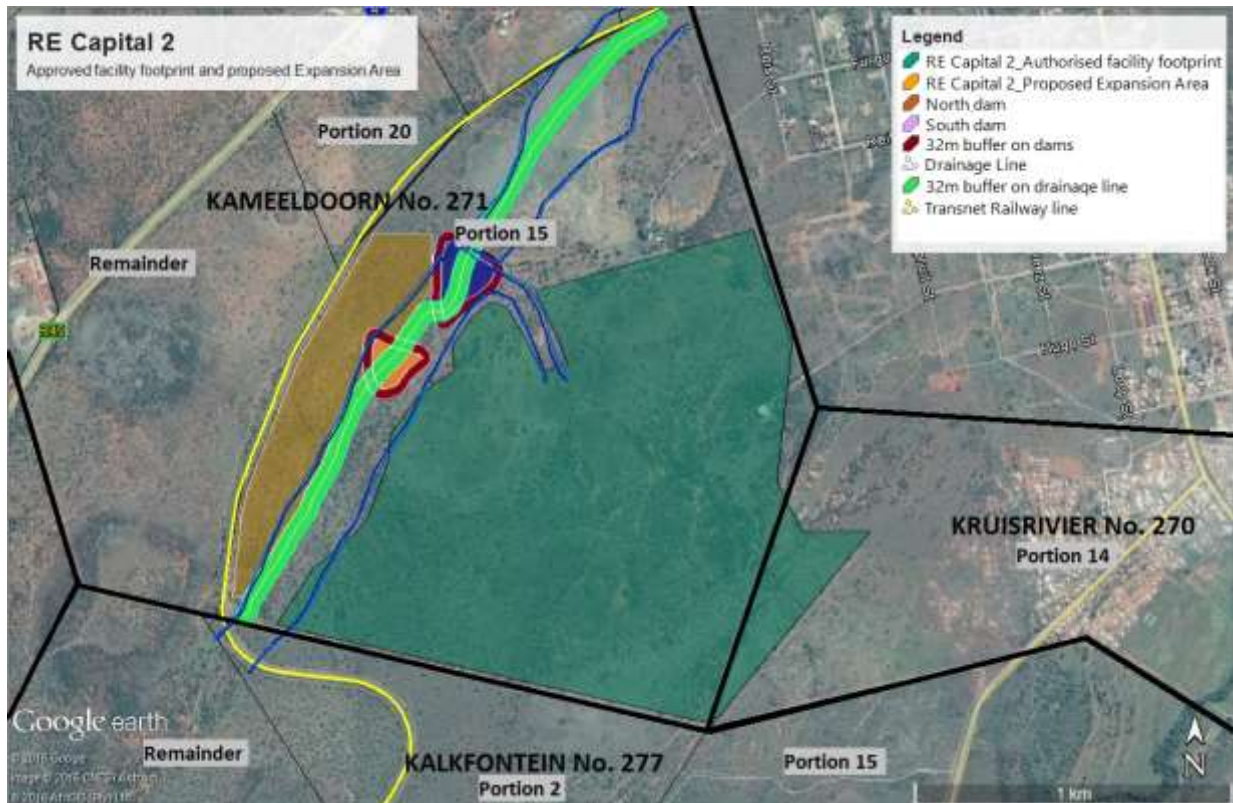 RE Capital 2
Approved facility footprint and proposed Expansion Area
Legend
RE Capital 2_Authorised facility footprint
RE Capital 2_Proposed Expansion Area
North dam
South dam
32m buffer on dams
Drainage Line
32m buffer on drainage line
Transnet Railway line
Portion 20
KAMEELDOORN No. 271
Portion 15
Remainder
Hugo St
KRUISRIVIER No. 270
Portion 14
Google earth
Remainder
KALKFONTEIN No. 277
Portion 2
Portion 15
N
1 km